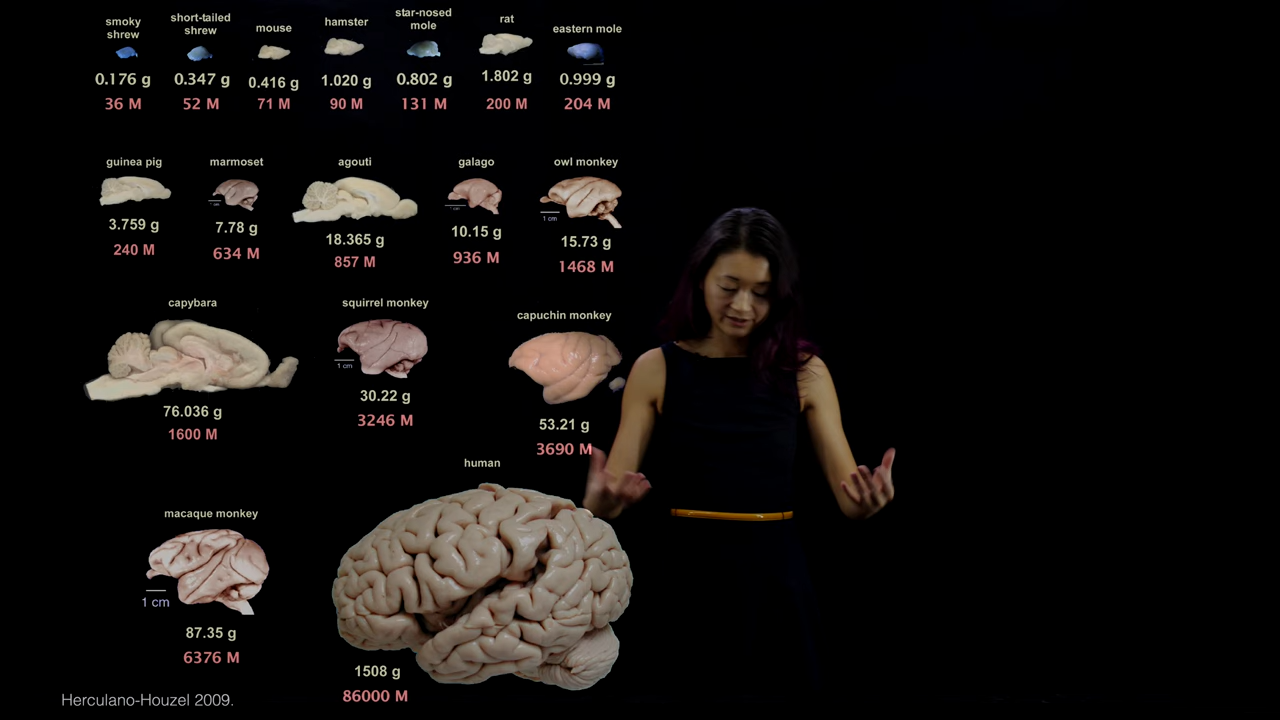 smoky
shrew
short-tailed
shrew
mouse
hamster
star-nosed
mole
rat
eastern mole
0.176 g
0.347 g
0.416 g
1.020 g
0.802 g
1.802 g
0.999 g
36 M
52 M
71 M
90 M
131 M
200 M
204 M
guinea pig
marmoset
agouti
galago
owl monkey
1 cm
3.759 g
7.78 g
18.365 g
10.15 g
15.73 g
240 M
634 M
857 M
936 M
1468 M
capybara
squirrel monkey
capuchin monkey
1 cm
76.036 g
30.22 g
53.21 g
1600 M
3246 M
3690 M
human
macaque monkey
1 cm
87.35 g
6376 M
1508 g
86000 M
Herculano-Houzel 2009.